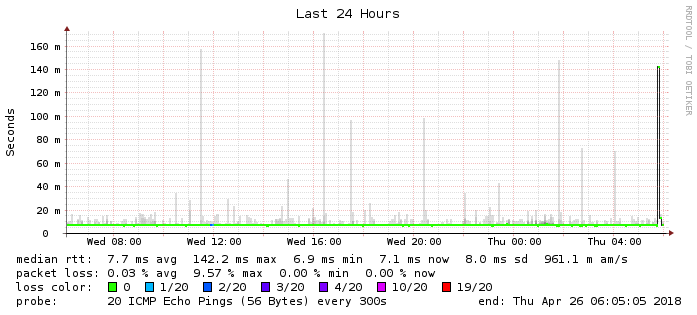 Last 24 Hours
RRDTOOL / TOBI OETIKER
Seconds
160 m
140 m
120 m
100 m
80 m
60 m
40 m
20 m
0
Wed 08:00 Wed 12:00 Wed 16:00 Wed 20:00 Thu 00:00 Thu 04:00
median rtt: 7.7 ms avg 142.2 ms max 6.9 ms min 7.1 ms now 8.0 ms sd 961.1 m am/s
packet loss: 0.03 % avg 9.57 % max 0.00 % min 0.00 % now
loss color: 0 1/20 2/20 3/20 4/20 10/20 19/20
probe: 20 ICMP Echo Pings (56 Bytes) every 300s end: Thu Apr 26 06:05:05 2018